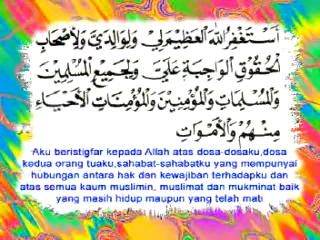 أَسْتَغْفِرُ اللهَ الْعَظِيْمَ لِيْ وَلِوَالِدَيَّ وَلِأَصْحَابِ
الْحُقُوْقِ الْوَاجِبَةِ عَلَيَّ وَلِجَمِيْعِ الْمُسْلِمِيْنَ
وَالْمُسْلِمَاتِ وَالْمُؤْمِنِيْنَ وَالْمُؤْمِنَاتِ الْأَحْيَاءِ
مِنْهُمْ وَالْأَمْوَاتِ
Aku beristigfar kepada Allah atas dosa-dosaku,dosa
kedua orang tuaku,sahabat-sahabatku yang mempunyai
hubungan antara hak dan kewajiban terhadapku dan
atas semua kaum muslimin, muslimat dan mukminat baik
yang masih hidup maupun yang telah mati